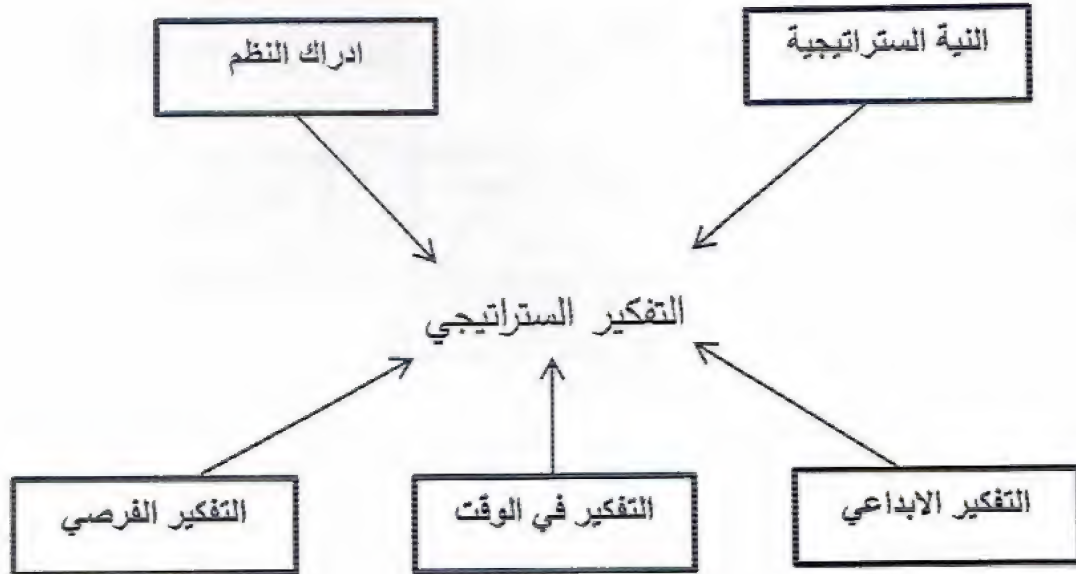 النية الستراتيجية
ادراك النظم
التفكير الستراتيجي
التفكير الابداعي
التفكير في الوقت
التفكير الفرصي